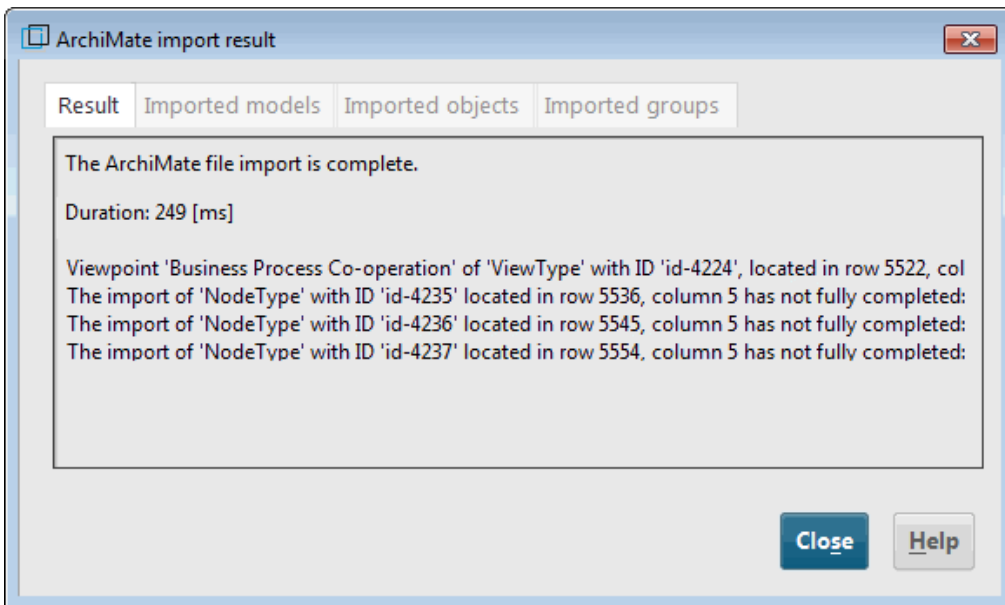 ArchiMate import result
Result Imported models Imported objects Imported groups
The ArchiMate file import is complete.
Duration: 249 [ms]
Viewpoint 'Business Process Co-operation' of 'ViewType' with ID 'id-4224', located in row 5522, col
The import of 'NodeType' with ID 'id-4235' located in row 5536, column 5 has not fully completed:
The import of 'NodeType' with ID 'id-4236' located in row 5545, column 5 has not fully completed:
The import of 'NodeType' with ID 'id-4237' located in row 5554, column 5 has not fully completed:
Close Help